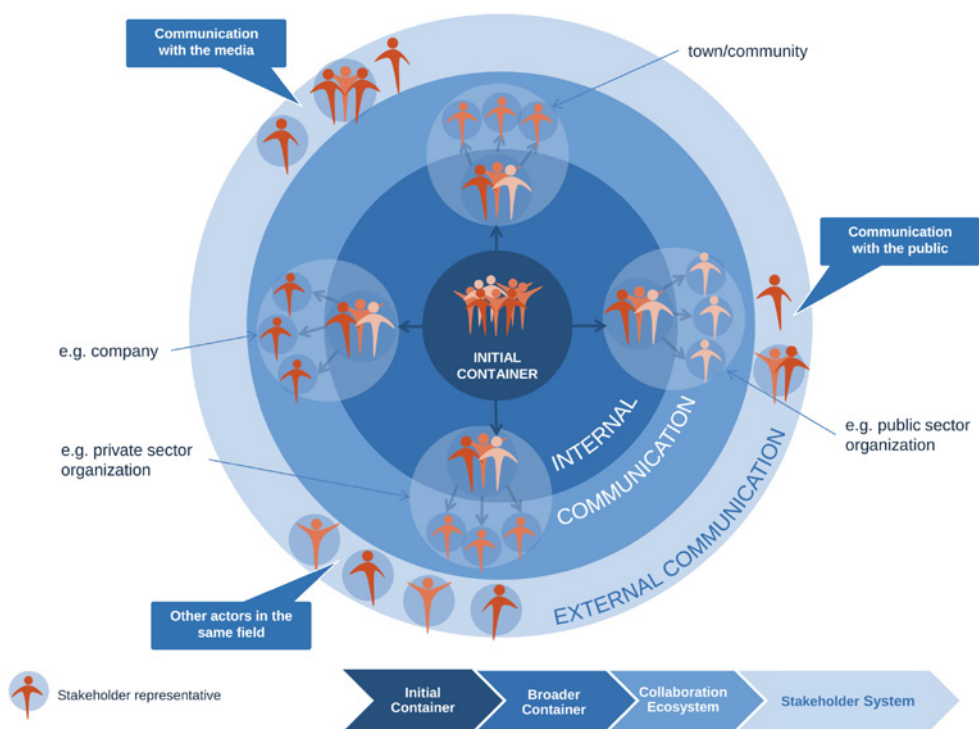 Communication
with the media
town/community
Communication
with the public
e.g. company
INITIAL
CONTAINER
e.g. private sector
organization
e.g. public sector
organization
INTERNAL
COMMUNICATION
EXTERNAL COMMUNICATION
Other actors in the
same field
Stakeholder representative
Initial
Container
Broader
Container
Collaboration
Ecosystem
Stakeholder System